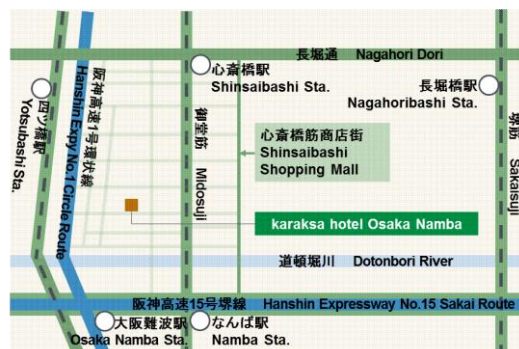 長堀通 Nagahori Dori
心斎橋駅
Shinsaibashi Sta.
長堀橋駅
Nagahoribashi Sta.
四ツ橋駅
Yotsubashi Sta.
阪神高速1号環状線
Hanshin Expy No.1 Circle Route
御堂筋 Midosuji
心斎橋筋商店街
Shinsaibashi
Shopping Mall
堺筋 Sakaisuji
karaksa hotel Osaka Namba
道頓堀川 Dotonbori River
阪神高速15号堺線 Hanshin Expressway No.15 Sakai Route
大阪難波駅
Osaka Namba Sta.
なんば駅
Namba Sta.